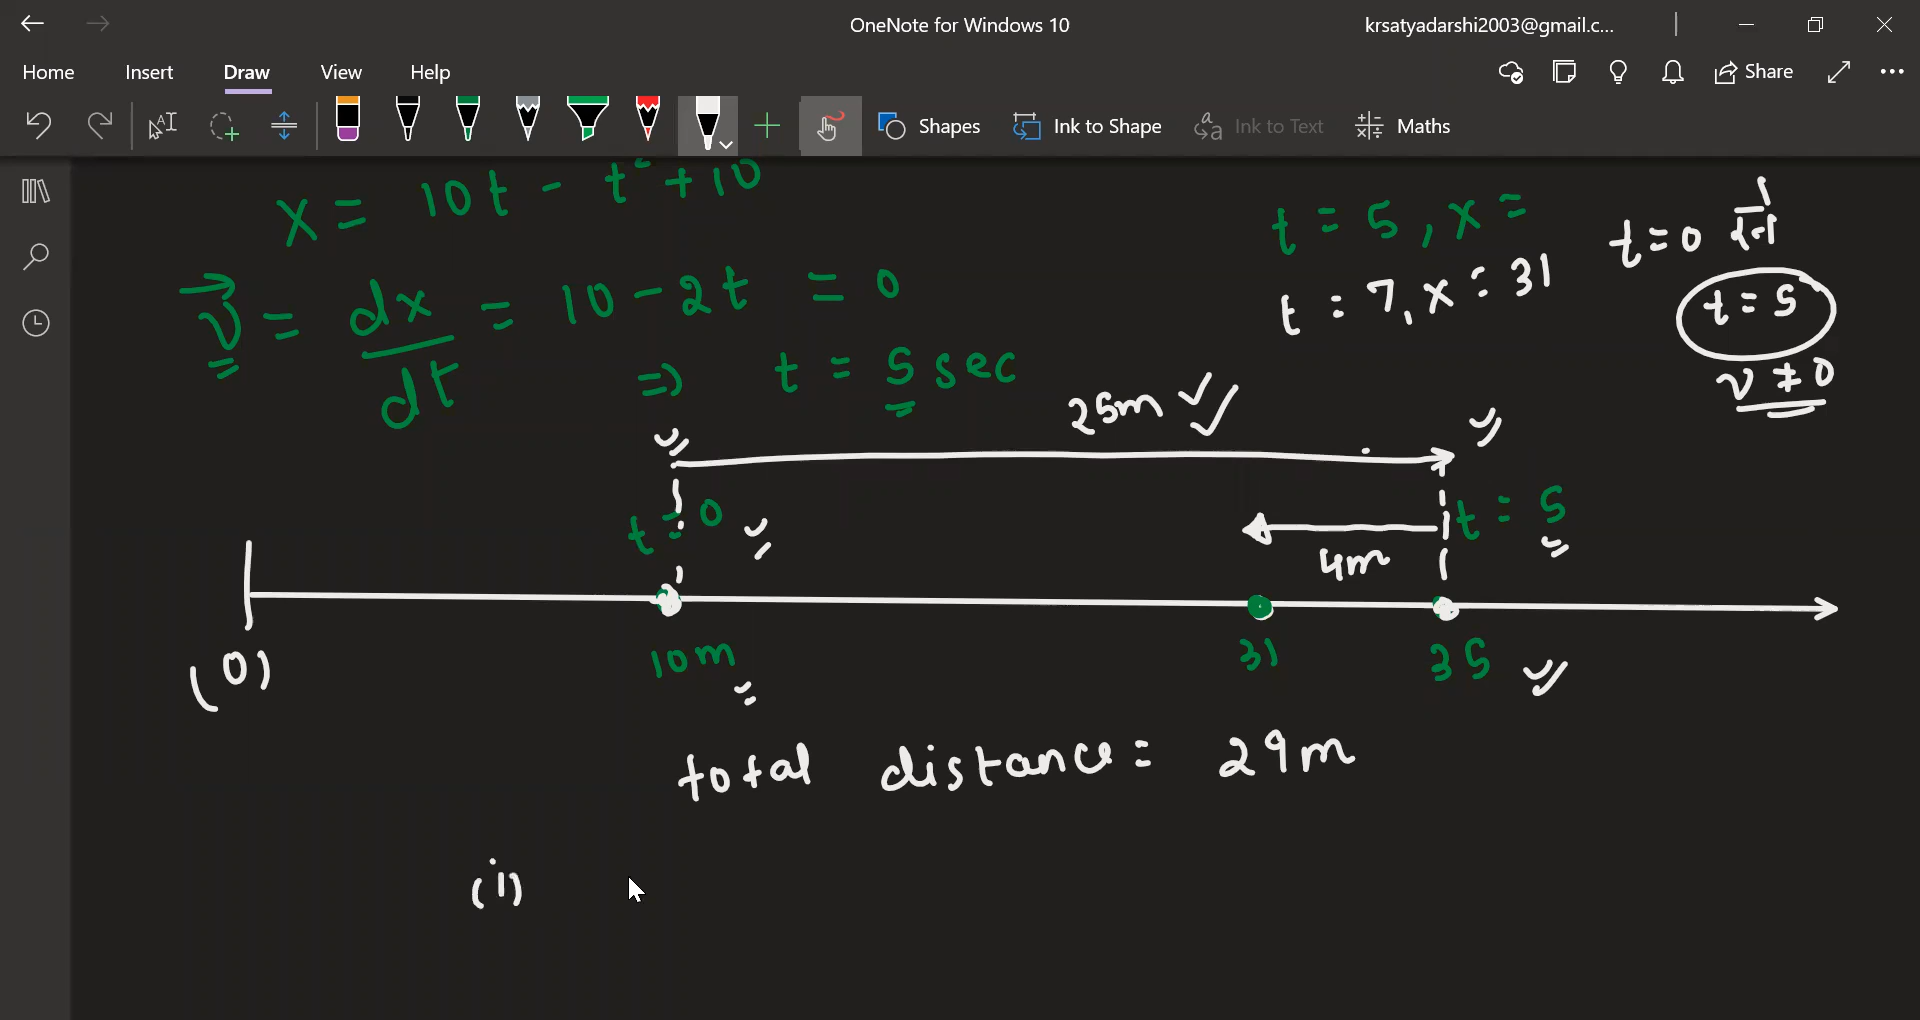 OneNote for Windows 10
krsatyadarshi2003@gmail.c...
Home Insert Draw View Help
Share
Shapes Ink to Shape Ink to Text Maths
x = 10t - t² + 10
t = 5, x =
t = 0
t = 7, x = 31
t = 5
v ≠ 0
v = dx/dt = 10 - 2t = 0
=> t = 5 sec
25m
t = 0
t = 5
4m
(0)
10m
31
35
total distance = 29m
(i)